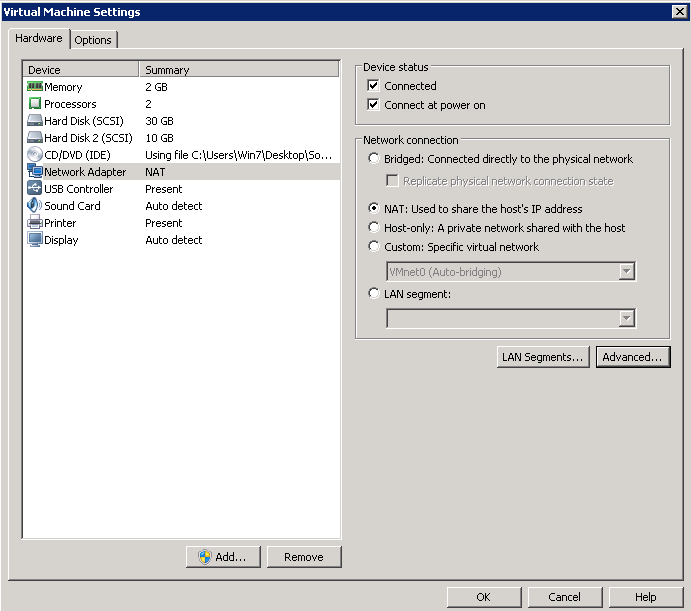 Virtual Machine Settings
Hardware Options
Device Summary
Memory 2 GB
Processors 2
Hard Disk (SCSI) 30 GB
Hard Disk 2 (SCSI) 10 GB
CD/DVD (IDE) Using file C:\Users\Win7\Desktop\So...
Network Adapter NAT
USB Controller Present
Sound Card Auto detect
Printer Present
Display Auto detect
Add... Remove
Device status
Connected
Connect at power on
Network connection
Bridged: Connected directly to the physical network
Replicate physical network connection state
NAT: Used to share the host's IP address
Host-only: A private network shared with the host
Custom: Specific virtual network
VMnet0 (Auto-bridging)
LAN segment:
LAN Segments... Advanced...
OK Cancel Help